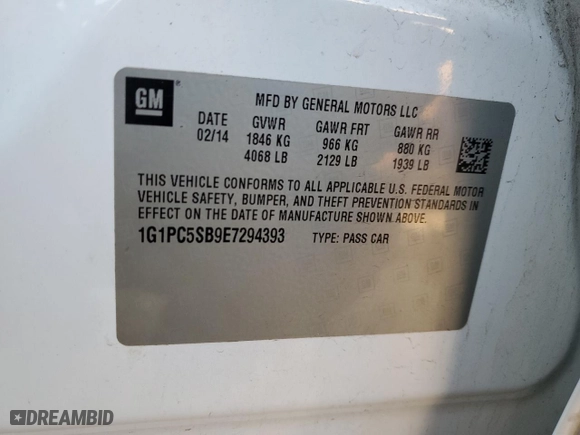 GM
MFD BY GENERAL MOTORS LLC
DATE GVWR GAWR FRT GAWR RR
02/14 1846 KG 966 KG 880 KG
4068 LB 2129 LB 1939 LB
THIS VEHICLE CONFORMS TO ALL APPLICABLE U.S. FEDERAL MOTOR
VEHICLE SAFETY, BUMPER, AND THEFT PREVENTION STANDARDS IN
EFFECT ON THE DATE OF MANUFACTURE SHOWN ABOVE.
1G1PC5SB9E7294393 TYPE: PASS CAR
DREAMBID